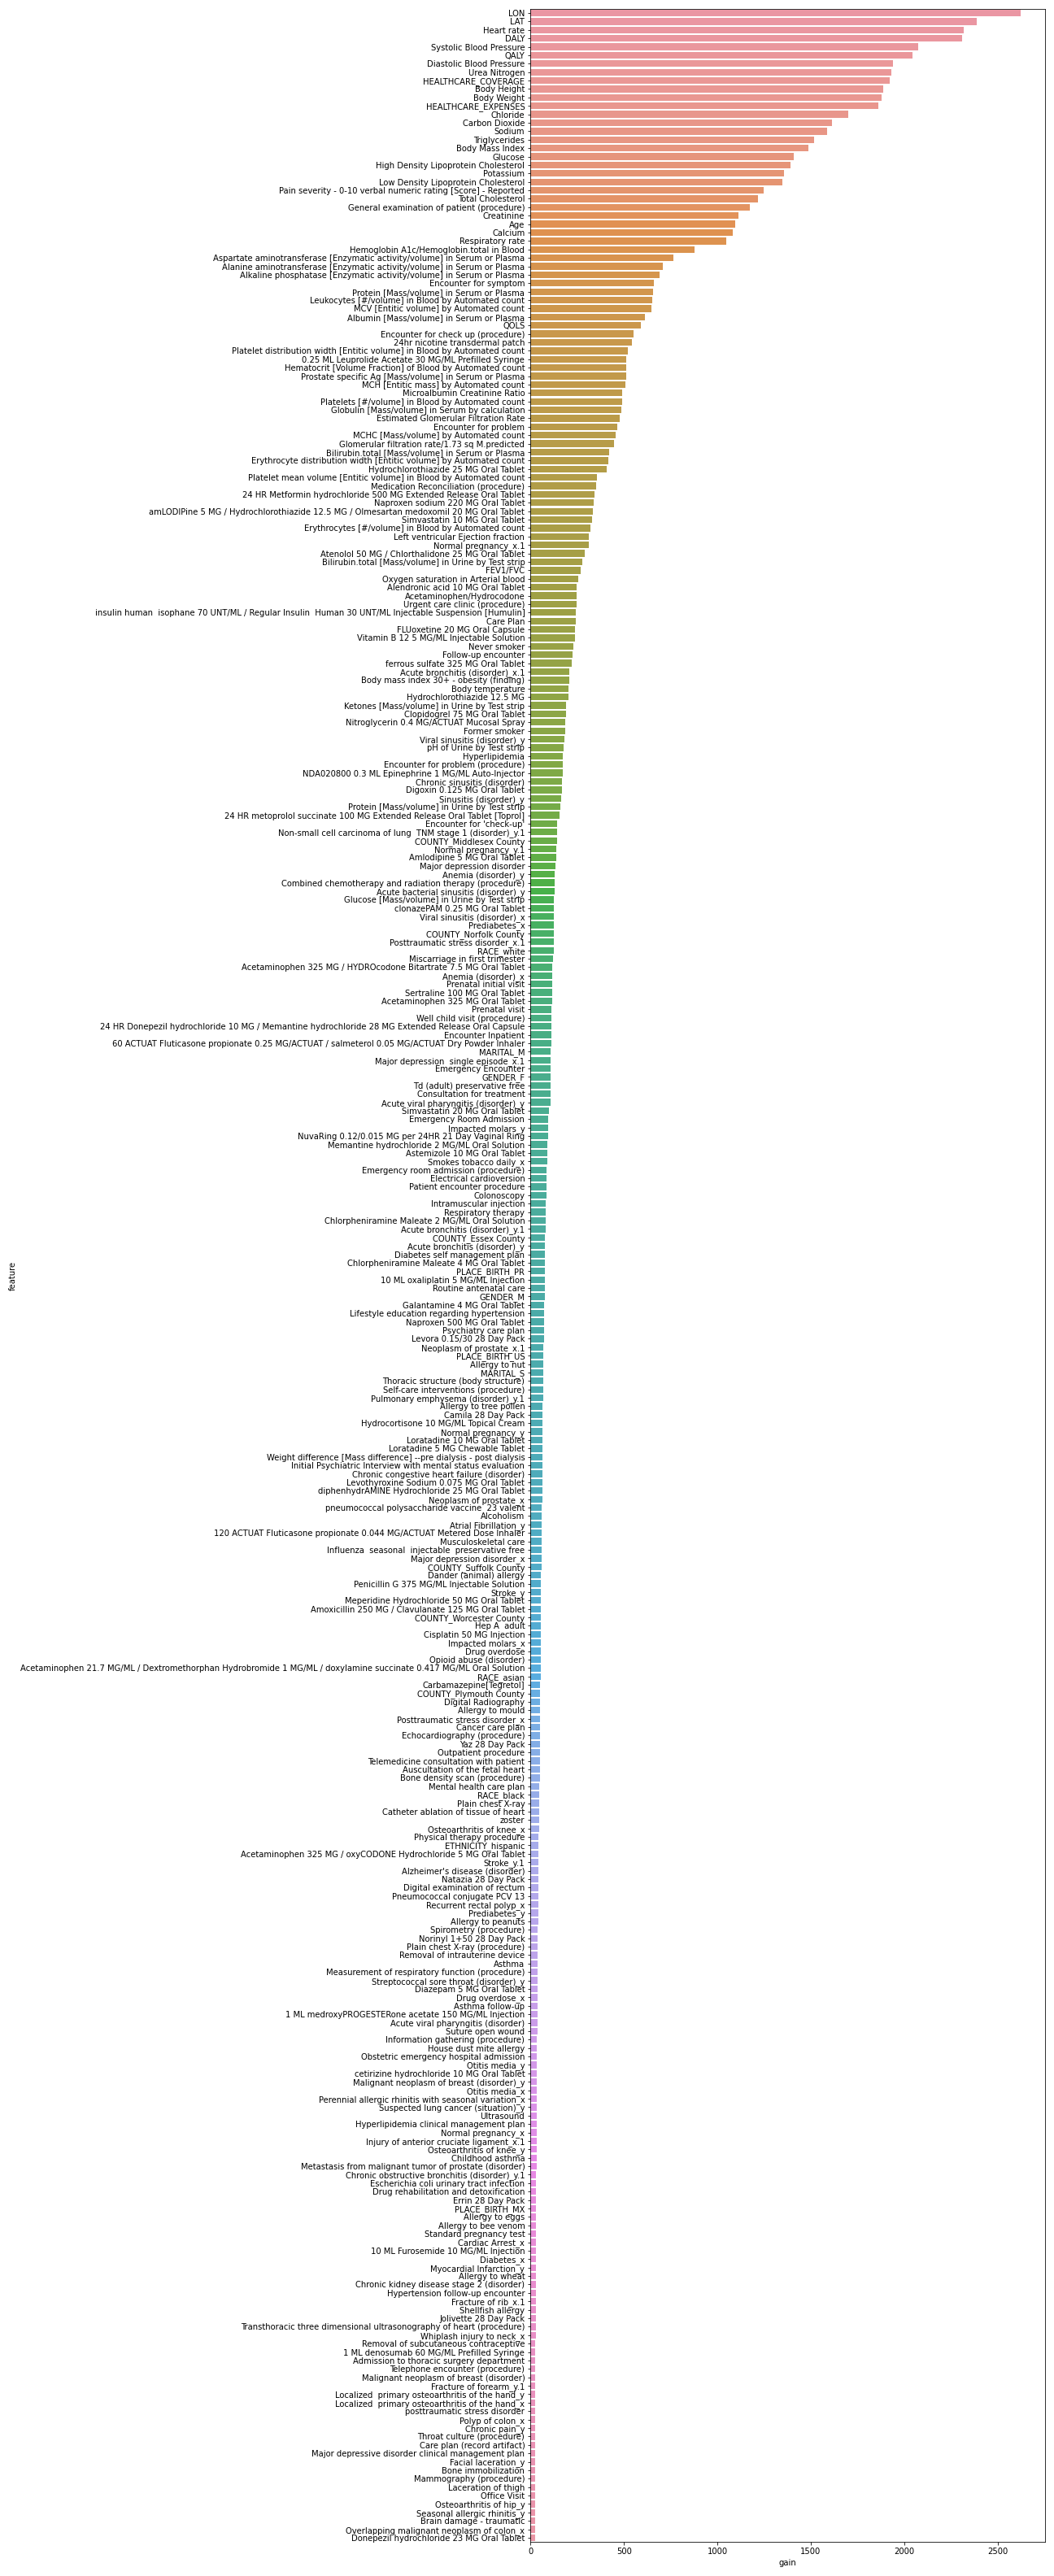 LON
LAT
Heart rate
DALY
Systolic Blood Pressure
QALY
Diastolic Blood Pressure
Urea Nitrogen
HEALTHCARE_COVERAGE
Body Height
Body Weight
HEALTHCARE_EXPENSES
Chloride
Carbon Dioxide
Sodium
Triglycerides
Body Mass Index
Glucose
High Density Lipoprotein Cholesterol
Potassium
Low Density Lipoprotein Cholesterol
Pain severity - 0-10 verbal numeric rating [Score] - Reported
Total Cholesterol
General examination of patient (procedure)
Creatinine
Age
Calcium
Respiratory rate
Hemoglobin A1c/Hemoglobin.total in Blood
Aspartate aminotransferase [Enzymatic activity/volume] in Serum or Plasma
Alanine aminotransferase [Enzymatic activity/volume] in Serum or Plasma
Alkaline phosphatase [Enzymatic activity/volume] in Serum or Plasma
Encounter for symptom
Protein [Mass/volume] in Serum or Plasma
Leukocytes [#/volume] in Blood by Automated count
MCV [Entitic volume] by Automated count
Albumin [Mass/volume] in Serum or Plasma
QOLS
Encounter for check up (procedure)
24hr nicotine transdermal patch
Platelet distribution width [Entitic volume] in Blood by Automated count
0.25 ML Leuprolide Acetate 30 MG/ML Prefilled Syringe
Hematocrit [Volume Fraction] of Blood by Automated count
Prostate specific Ag [Mass/volume] in Serum or Plasma
MCH [Entitic mass] by Automated count
Microalbumin Creatinine Ratio
Platelets [#/volume] in Blood by Automated count
Globulin [Mass/volume] in Serum by calculation
Estimated Glomerular Filtration Rate
Encounter for problem
MCHC [Mass/volume] by Automated count
Glomerular filtration rate/1.73 sq M.predicted
Bilirubin.total [Mass/volume] in Serum or Plasma
Erythrocyte distribution width [Entitic volume] by Automated count
Hydrochlorothiazide 25 MG Oral Tablet
Platelet mean volume [Entitic volume] in Blood by Automated count
Medication Reconciliation (procedure)
24 HR Metformin hydrochloride 500 MG Extended Release Oral Tablet
Naproxen sodium 220 MG Oral Tablet
amLODIPine 5 MG / Hydrochlorothiazide 12.5 MG / Olmesartan medoxomil 20 MG Oral Tablet
Simvastatin 10 MG Oral Tablet
Erythrocytes [#/volume] in Blood by Automated count
Left ventricular Ejection fraction
Normal pregnancy_x.1
Atenolol 50 MG / Chlorthalidone 25 MG Oral Tablet
Bilirubin.total [Mass/volume] in Urine by Test strip
FEV1/FVC
Oxygen saturation in Arterial blood
Alendronic acid 10 MG Oral Tablet
Acetaminophen/Hydrocodone
Urgent care clinic (procedure)
insulin human  isophane 70 UNT/ML / Regular Insulin  Human 30 UNT/ML Injectable Suspension [Humulin]
Care Plan
FLUoxetine 20 MG Oral Capsule
Vitamin B 12 5 MG/ML Injectable Solution
Never smoker
Follow-up encounter
ferrous sulfate 325 MG Oral Tablet
Acute bronchitis (disorder)_x.1
Body mass index 30+ - obesity (finding)
Body temperature
Hydrochlorothiazide 12.5 MG
Ketones [Mass/volume] in Urine by Test strip
Clopidogrel 75 MG Oral Tablet
Nitroglycerin 0.4 MG/ACTUAT Mucosal Spray
Former smoker
Viral sinusitis (disorder)_y
pH of Urine by Test strip
Hyperlipidemia
Encounter for problem (procedure)
NDA020800 0.3 ML Epinephrine 1 MG/ML Auto-Injector
Chronic sinusitis (disorder)
Digoxin 0.125 MG Oral Tablet
Sinusitis (disorder)_y
Protein [Mass/volume] in Urine by Test strip
24 HR metoprolol succinate 100 MG Extended Release Oral Tablet [Toprol]
Encounter for 'check-up'
Non-small cell carcinoma of lung  TNM stage 1 (disorder)_y.1
COUNTY_Middlesex County
Normal pregnancy_y.1
Amlodipine 5 MG Oral Tablet
Major depression disorder
Anemia (disorder)_y
Combined chemotherapy and radiation therapy (procedure)
Acute bacterial sinusitis (disorder)_y
Glucose [Mass/volume] in Urine by Test strip
clonazePAM 0.25 MG Oral Tablet
Viral sinusitis (disorder)_x
Prediabetes_x
COUNTY_Norfolk County
Posttraumatic stress disorder_x.1
RACE_white
Miscarriage in first trimester
Acetaminophen 325 MG / HYDROcodone Bitartrate 7.5 MG Oral Tablet
Anemia (disorder)_x
Prenatal initial visit
Sertraline 100 MG Oral Tablet
Acetaminophen 325 MG Oral Tablet
Prenatal visit
Well child visit (procedure)
24 HR Donepezil hydrochloride 10 MG / Memantine hydrochloride 28 MG Extended Release Oral Capsule
Encounter Inpatient
60 ACTUAT Fluticasone propionate 0.25 MG/ACTUAT / salmeterol 0.05 MG/ACTUAT Dry Powder Inhaler
MARITAL_M
Major depression  single episode_x.1
Emergency Encounter
GENDER_F
Td (adult) preservative free
Consultation for treatment
Acute viral pharyngitis (disorder)_y
Simvastatin 20 MG Oral Tablet
Emergency Room Admission
Impacted molars_y
NuvaRing 0.12/0.015 MG per 24HR 21 Day Vaginal Ring
Memantine hydrochloride 2 MG/ML Oral Solution
Astemizole 10 MG Oral Tablet
Smokes tobacco daily_x
Emergency room admission (procedure)
Electrical cardioversion
Patient encounter procedure
Colonoscopy
Intramuscular injection
Respiratory therapy
Chlorpheniramine Maleate 2 MG/ML Oral Solution
Acute bronchitis (disorder)_y.1
COUNTY_Essex County
Acute bronchitis (disorder)_y
Diabetes self management plan
Chlorpheniramine Maleate 4 MG Oral Tablet
PLACE_BIRTH_PR
10 ML oxaliplatin 5 MG/ML Injection
Routine antenatal care
GENDER_M
Galantamine 4 MG Oral Tablet
Lifestyle education regarding hypertension
Naproxen 500 MG Oral Tablet
Psychiatry care plan
Levora 0.15/30 28 Day Pack
Neoplasm of prostate_x.1
PLACE_BIRTH_US
Allergy to nut
MARITAL_S
Thoracic structure (body structure)
Self-care interventions (procedure)
Pulmonary emphysema (disorder)_y.1
Allergy to tree pollen
Camila 28 Day Pack
Hydrocortisone 10 MG/ML Topical Cream
Normal pregnancy_y
Loratadine 10 MG Oral Tablet
Loratadine 5 MG Chewable Tablet
Weight difference [Mass difference] --pre dialysis - post dialysis
Initial Psychiatric Interview with mental status evaluation
Chronic congestive heart failure (disorder)
Levothyroxine Sodium 0.075 MG Oral Tablet
diphenhydrAMINE Hydrochloride 25 MG Oral Tablet
Neoplasm of prostate_x
pneumococcal polysaccharide vaccine  23 valent
Alcoholism
Atrial Fibrillation_y
120 ACTUAT Fluticasone propionate 0.044 MG/ACTUAT Metered Dose Inhaler
Musculoskeletal care
Influenza  seasonal  injectable  preservative free
Major depression disorder_x
COUNTY_Suffolk County
Dander (animal) allergy
Penicillin G 375 MG/ML Injectable Solution
Stroke_y
Meperidine Hydrochloride 50 MG Oral Tablet
Amoxicillin 250 MG / Clavulanate 125 MG Oral Tablet
COUNTY_Worcester County
Hep A  adult
Cisplatin 50 MG Injection
Impacted molars_x
Drug overdose
Opioid abuse (disorder)
Acetaminophen 21.7 MG/ML / Dextromethorphan Hydrobromide 1 MG/ML / doxylamine succinate 0.417 MG/ML Oral Solution
RACE_asian
Carbamazepine[Tegretol]
COUNTY_Plymouth County
Digital Radiography
Allergy to mould
Posttraumatic stress disorder_x
Cancer care plan
Echocardiography (procedure)
Yaz 28 Day Pack
Outpatient procedure
Telemedicine consultation with patient
Auscultation of the fetal heart
Bone density scan (procedure)
Mental health care plan
RACE_black
Plain chest X-ray
Catheter ablation of tissue of heart
zoster
Osteoarthritis of knee_x
Physical therapy procedure
ETHNICITY_hispanic
Acetaminophen 325 MG / oxyCODONE Hydrochloride 5 MG Oral Tablet
Stroke_y.1
Alzheimer's disease (disorder)
Natazia 28 Day Pack
Digital examination of rectum
Pneumococcal conjugate PCV 13
Recurrent rectal polyp_x
Prediabetes_y
Allergy to peanuts
Spirometry (procedure)
Norinyl 1+50 28 Day Pack
Plain chest X-ray (procedure)
Removal of intrauterine device
Asthma
Measurement of respiratory function (procedure)
Streptococcal sore throat (disorder)_y
Diazepam 5 MG Oral Tablet
Drug overdose_x
Asthma follow-up
1 ML medroxyPROGESTERone acetate 150 MG/ML Injection
Acute viral pharyngitis (disorder)
Suture open wound
Information gathering (procedure)
House dust mite allergy
Obstetric emergency hospital admission
Otitis media_y
cetirizine hydrochloride 10 MG Oral Tablet
Malignant neoplasm of breast (disorder)_y
Otitis media_x
Perennial allergic rhinitis with seasonal variation_x
Suspected lung cancer (situation)_y
Ultrasound
Hyperlipidemia clinical management plan
Normal pregnancy_x
Injury of anterior cruciate ligament_x.1
Osteoarthritis of knee_y
Childhood asthma
Metastasis from malignant tumor of prostate (disorder)
Chronic obstructive bronchitis (disorder)_y.1
Escherichia coli urinary tract infection
Drug rehabilitation and detoxification
Errin 28 Day Pack
PLACE_BIRTH_MX
Allergy to eggs
Allergy to bee venom
Standard pregnancy test
Cardiac Arrest_x
10 ML Furosemide 10 MG/ML Injection
Diabetes_x
Myocardial Infarction_y
Allergy to wheat
Chronic kidney disease stage 2 (disorder)
Hypertension follow-up encounter
Fracture of rib_x.1
Shellfish allergy
Jolivette 28 Day Pack
Transthoracic three dimensional ultrasonography of heart (procedure)
Whiplash injury to neck_x
Removal of subcutaneous contraceptive
1 ML denosumab 60 MG/ML Prefilled Syringe
Admission to thoracic surgery department
Telephone encounter (procedure)
Malignant neoplasm of breast (disorder)
Fracture of forearm_y.1
Localized  primary osteoarthritis of the hand_y
Localized  primary osteoarthritis of the hand_x
posttraumatic stress disorder
Polyp of colon_x
Chronic pain_y
Throat culture (procedure)
Care plan (record artifact)
Major depressive disorder clinical management plan
Facial laceration_y
Bone immobilization
Mammography (procedure)
Laceration of thigh
Office Visit
Osteoarthritis of hip_y
Seasonal allergic rhinitis_y
Brain damage - traumatic
Overlapping malignant neoplasm of colon_x
Donepezil hydrochloride 23 MG Oral Tablet
feature
0 500 1000 1500 2000 2500
gain